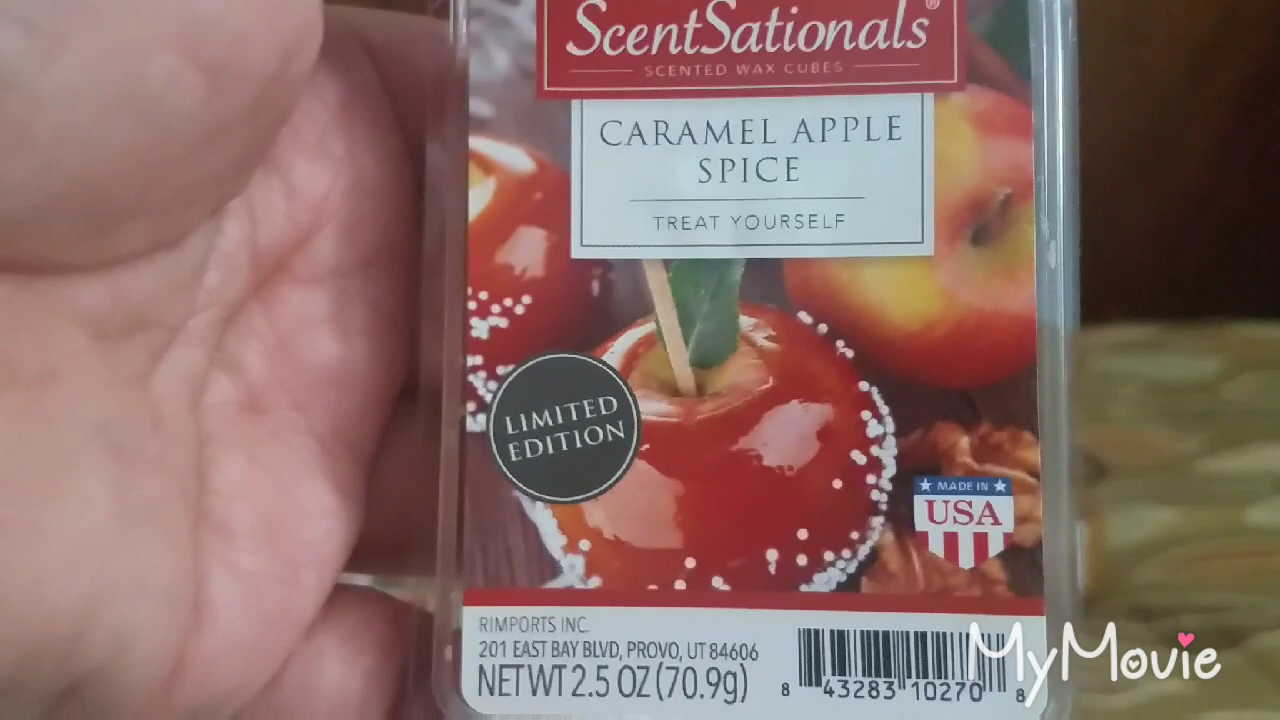 ScentSationals®
SCENTED WAX CUBES
CARAMEL APPLE
SPICE
TREAT YOURSELF
LIMITED
EDITION
★ MADE IN ★
USA
RIMPORTS INC.
201 EAST BAY BLVD, PROVO, UT 84606
NET WT 2.5 OZ (70.9g)
8 43283 10270 8
MyMovie